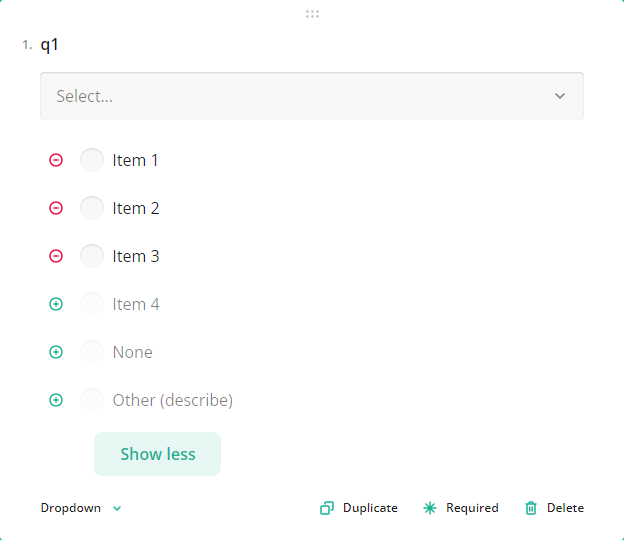 1. q1
Select...
Item 1
Item 2
Item 3
Item 4
None
Other (describe)
Show less
Dropdown Duplicate Required Delete